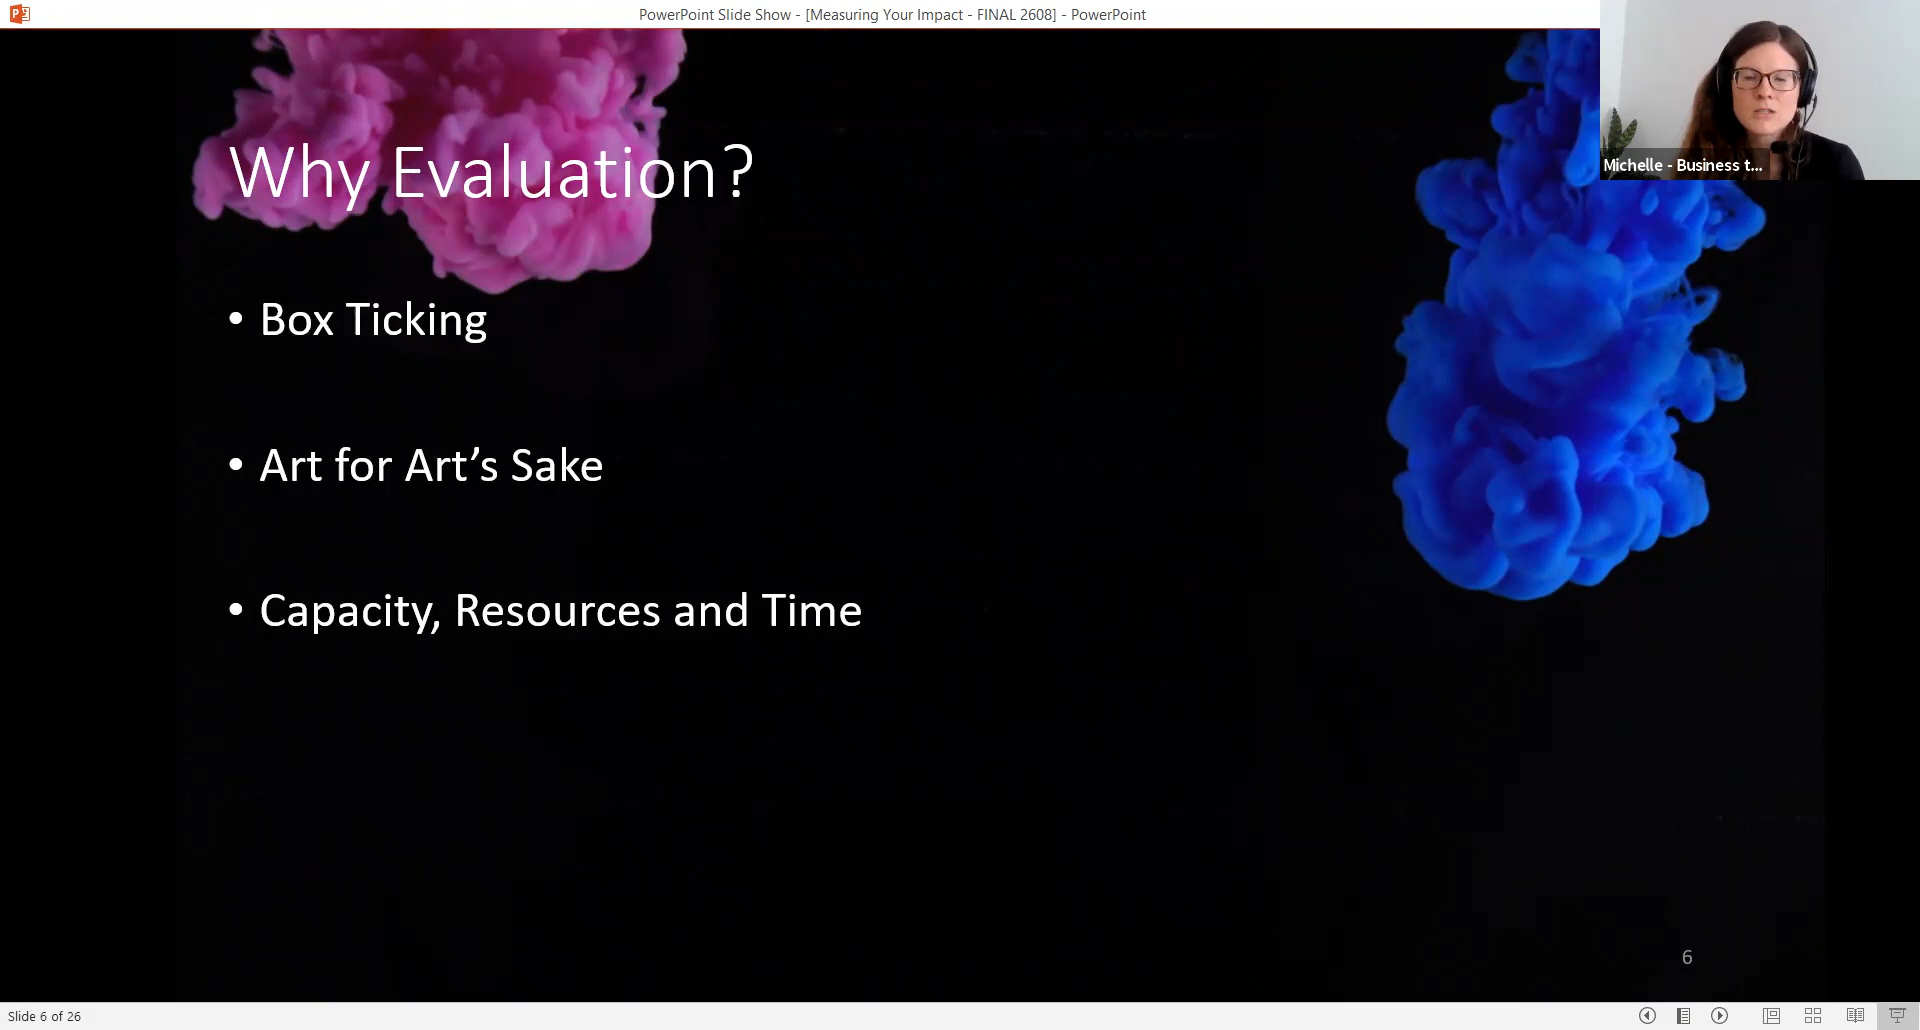 PowerPoint Slide Show - [Measuring Your Impact - FINAL 2608] - PowerPoint
Michelle - Business t...
Why Evaluation?
• Box Ticking
• Art for Art’s Sake
• Capacity, Resources and Time
6
Slide 6 of 26